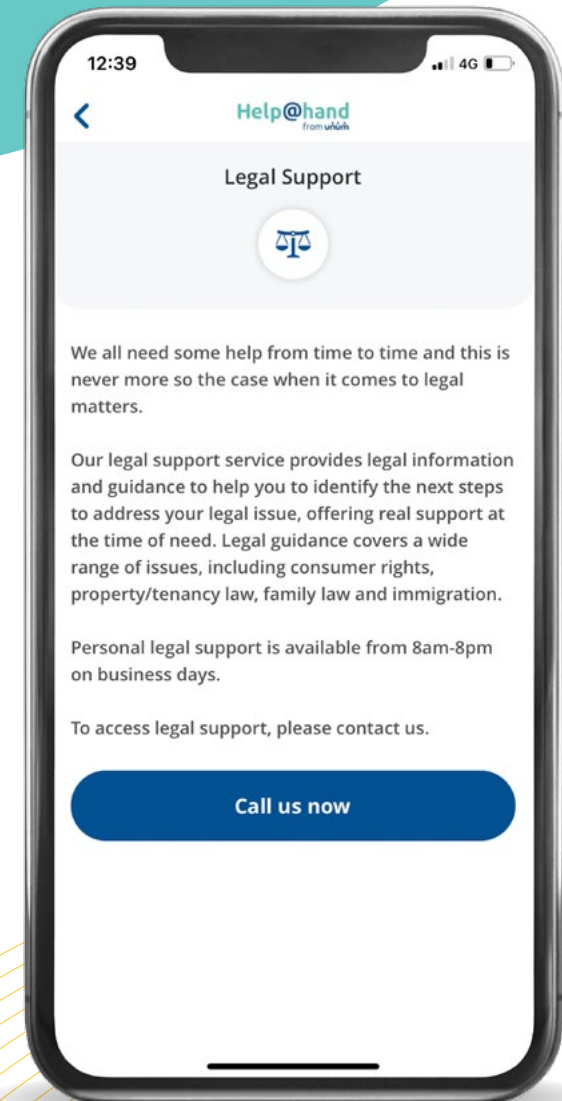 12:39
4G
Help@hand
from unum
Legal Support
We all need some help from time to time and this is
never more so the case when it comes to legal
matters.
Our legal support service provides legal information
and guidance to help you to identify the next steps
to address your legal issue, offering real support at
the time of need. Legal guidance covers a wide
range of issues, including consumer rights,
property/tenancy law, family law and immigration.
Personal legal support is available from 8am-8pm
on business days.
To access legal support, please contact us.
Call us now